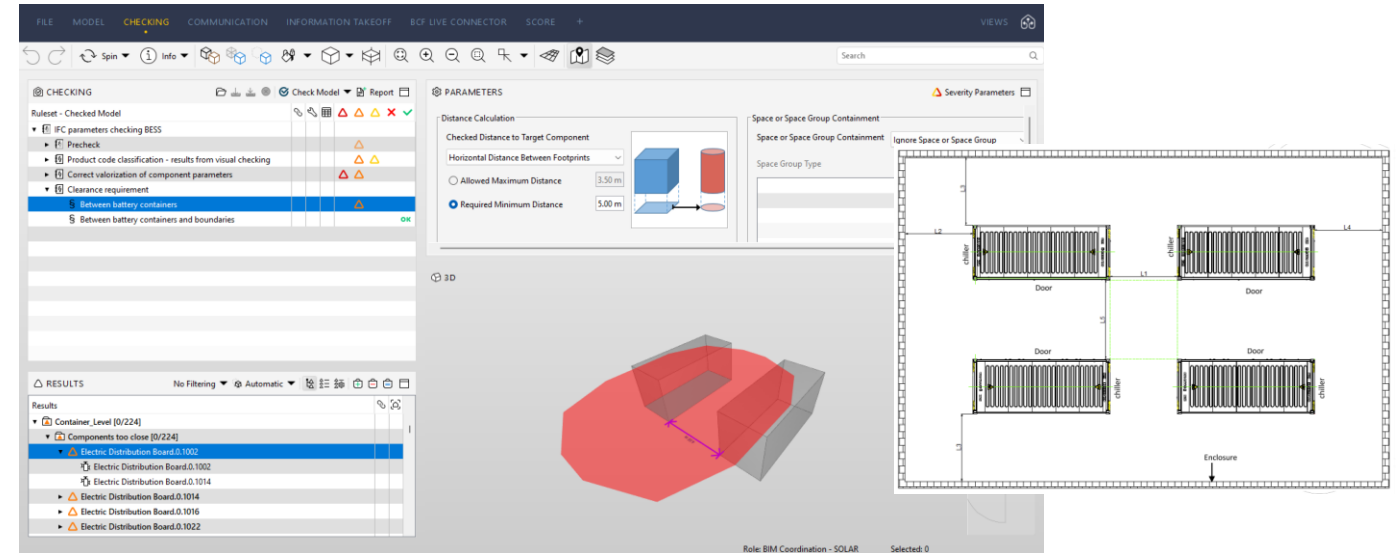 FILE MODEL CHECKING COMMUNICATION INFORMATION TAKEOFF BCF LIVE CONNECTOR SCORE + VIEWS
Spin Info Search
CHECKING Check Model Report
Ruleset - Checked Model
IFC parameters checking BESS
Precheck
Product code classification - results from visual checking
Correct valorization of component parameters
Clearance requirement
§ Between battery containers
§ Between battery containers and boundaries OK
PARAMETERS Severity Parameters
Distance Calculation
Checked Distance to Target Component
Horizontal Distance Between Footprints
Allowed Maximum Distance 3.50 m
Required Minimum Distance 5.00 m
Space or Space Group Containment
Space or Space Group Containment Ignore Space or Space Group
Space Group Type
3D
RESULTS No Filtering Automatic
Results
Container_Level [0/224]
Components too close [0/224]
Electric Distribution Board.0.1002
Electric Distribution Board.0.1002
Electric Distribution Board.0.1014
Electric Distribution Board.0.1014
Electric Distribution Board.0.1016
Electric Distribution Board.0.1022
Role: BIM Coordination - SOLAR Selected: 0
L3
L2
L4
chiller
chiller
L1
Door
Door
L5
Door
Door
chiller
chiller
L3
Enclosure